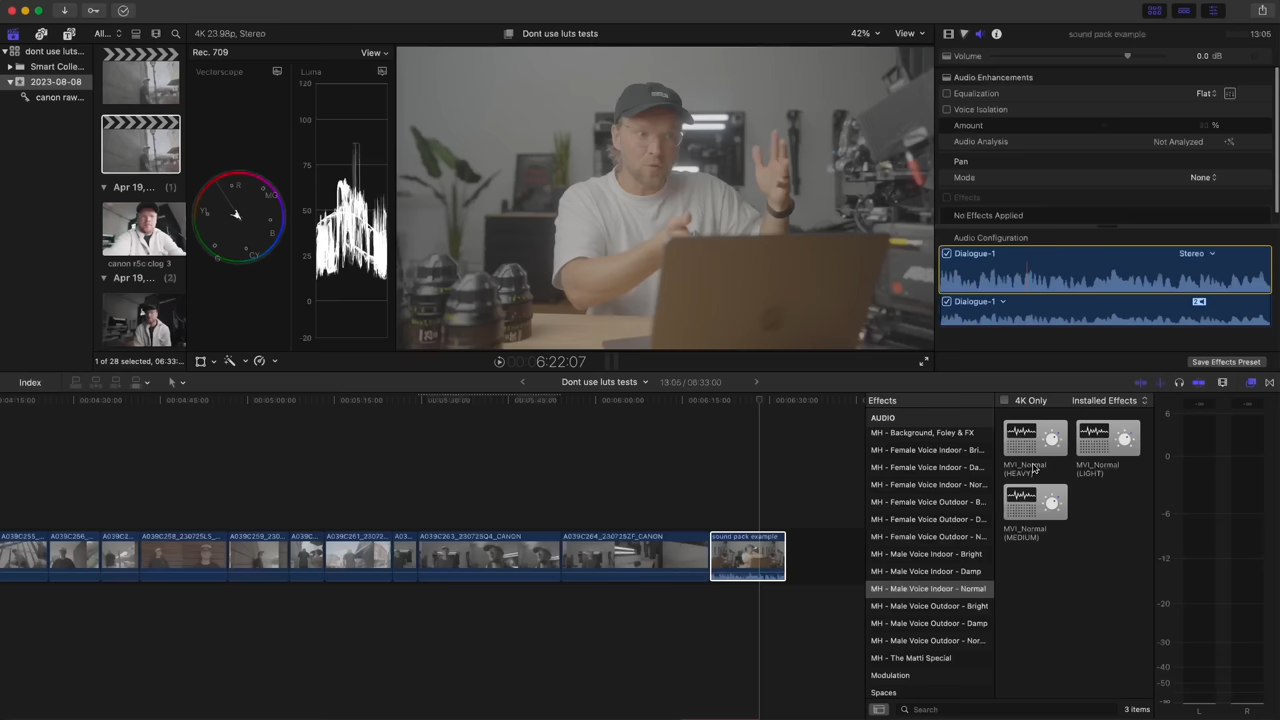 All...
4K 23.98p, Stereo
Dont use luts tests
42%
View
sound pack example
13:05
dont use luts...
Smart Colle...
2023-08-08
canon raw...
Apr 19,... (1)
canon r5c clog 3
Apr 19,... (2)
1 of 28 selected, 06:33:...
Rec. 709
View
Vectorscope
Luma
R
MG
B
CY
G
YL
120
100
75
50
25
0
-20
6:22:07
Volume
0.0 dB
Audio Enhancements
Equalization
Flat
Voice Isolation
Amount
%
Audio Analysis
Not Analyzed
Pan
Mode
None
Effects
No Effects Applied
Audio Configuration
Dialogue-1
Stereo
Dialogue-1
2
Save Effects Preset
Index
Dont use luts tests
13:05 / 06:33:00
04:15:00
00:04:30:00
00:04:45:00
00:05:00:00
00:05:15:00
00:05:30:00
00:05:45:00
00:06:00:00
00:06:15:00
00:06:30:00
A039C255_...
A039C256_...
A039C2...
A039C258_230725L5_...
A039C259_230...
A039C...
A039C261_23072...
A03...
A039C263_230725Q4_CANON
A039C264_230725ZF_CANON
sound pack example
Effects
4K Only
Installed Effects
AUDIO
MH - Background, Foley & FX
MH - Female Voice Indoor - Bri...
MH - Female Voice Indoor - Da...
MH - Female Voice Indoor - Nor...
MH - Female Voice Outdoor - B...
MH - Female Voice Outdoor - D...
MH - Female Voice Outdoor - N...
MH - Male Voice Indoor - Bright
MH - Male Voice Indoor - Damp
MH - Male Voice Indoor - Normal
MH - Male Voice Outdoor - Bright
MH - Male Voice Outdoor - Damp
MH - Male Voice Outdoor - Nor...
MH - The Matti Special
Modulation
Spaces
MVI_Normal
(HEAVY)
MVI_Normal
(LIGHT)
MVI_Normal
(MEDIUM)
Search
3 items
6
0
-6
-12
-20
-30
-40
-50
-∞
L
R